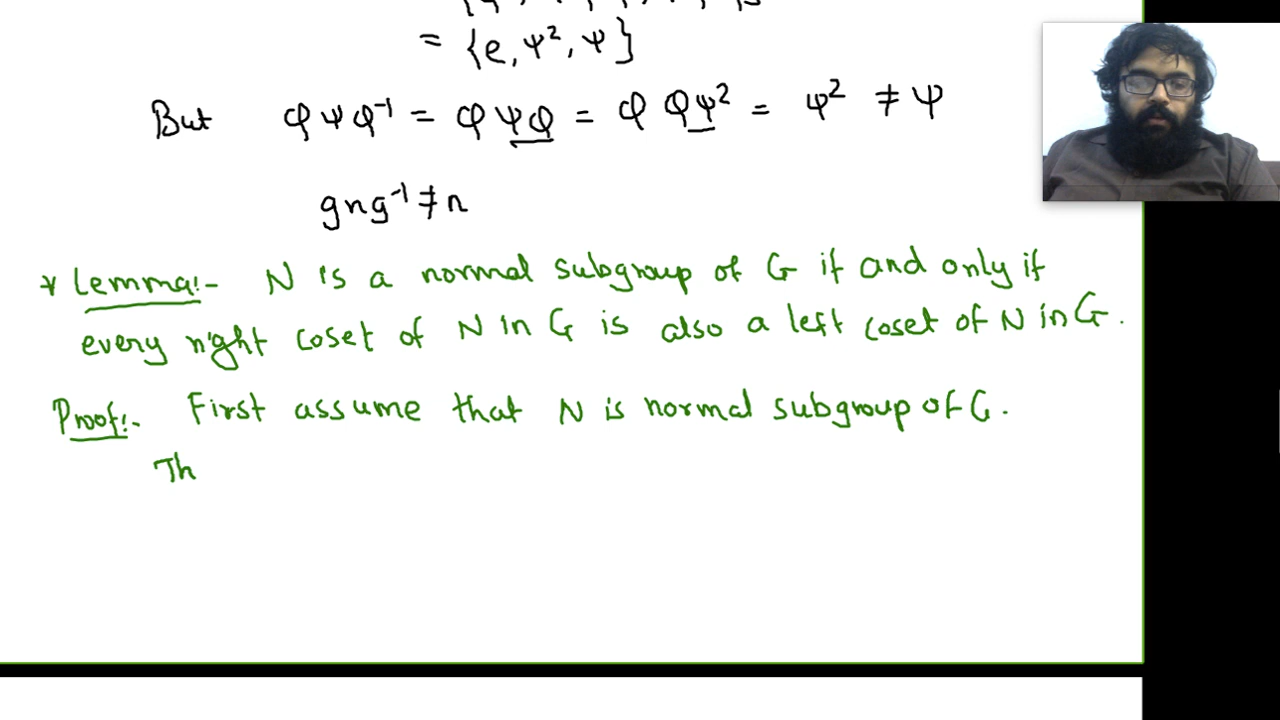 = {e, ψ², ψ}
But φψφ⁻¹ = φψφ = φφψ² = ψ² ≠ ψ
gng⁻¹ ≠ n
* Lemma:- N is a normal subgroup of G if and only if
every right coset of N in G is also a left coset of N in G.
Proof:- First assume that N is normal subgroup of G.
Th